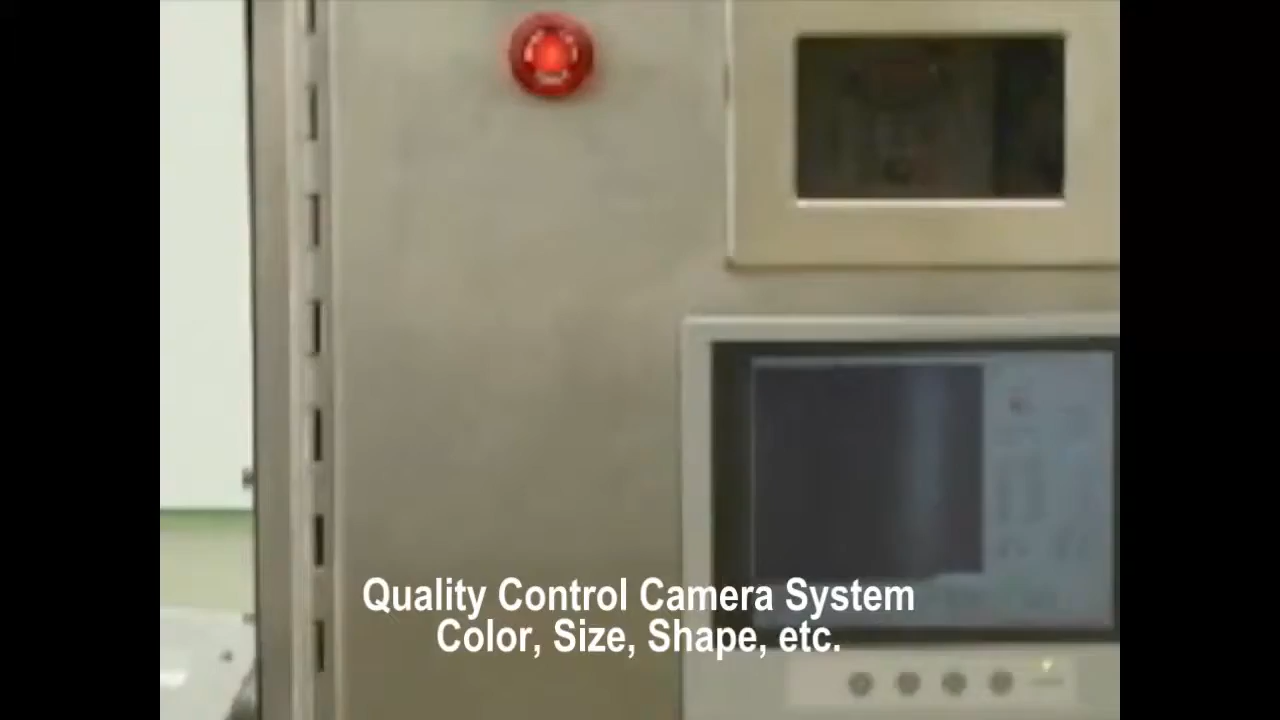 Quality Control Camera System
Color, Size, Shape, etc.